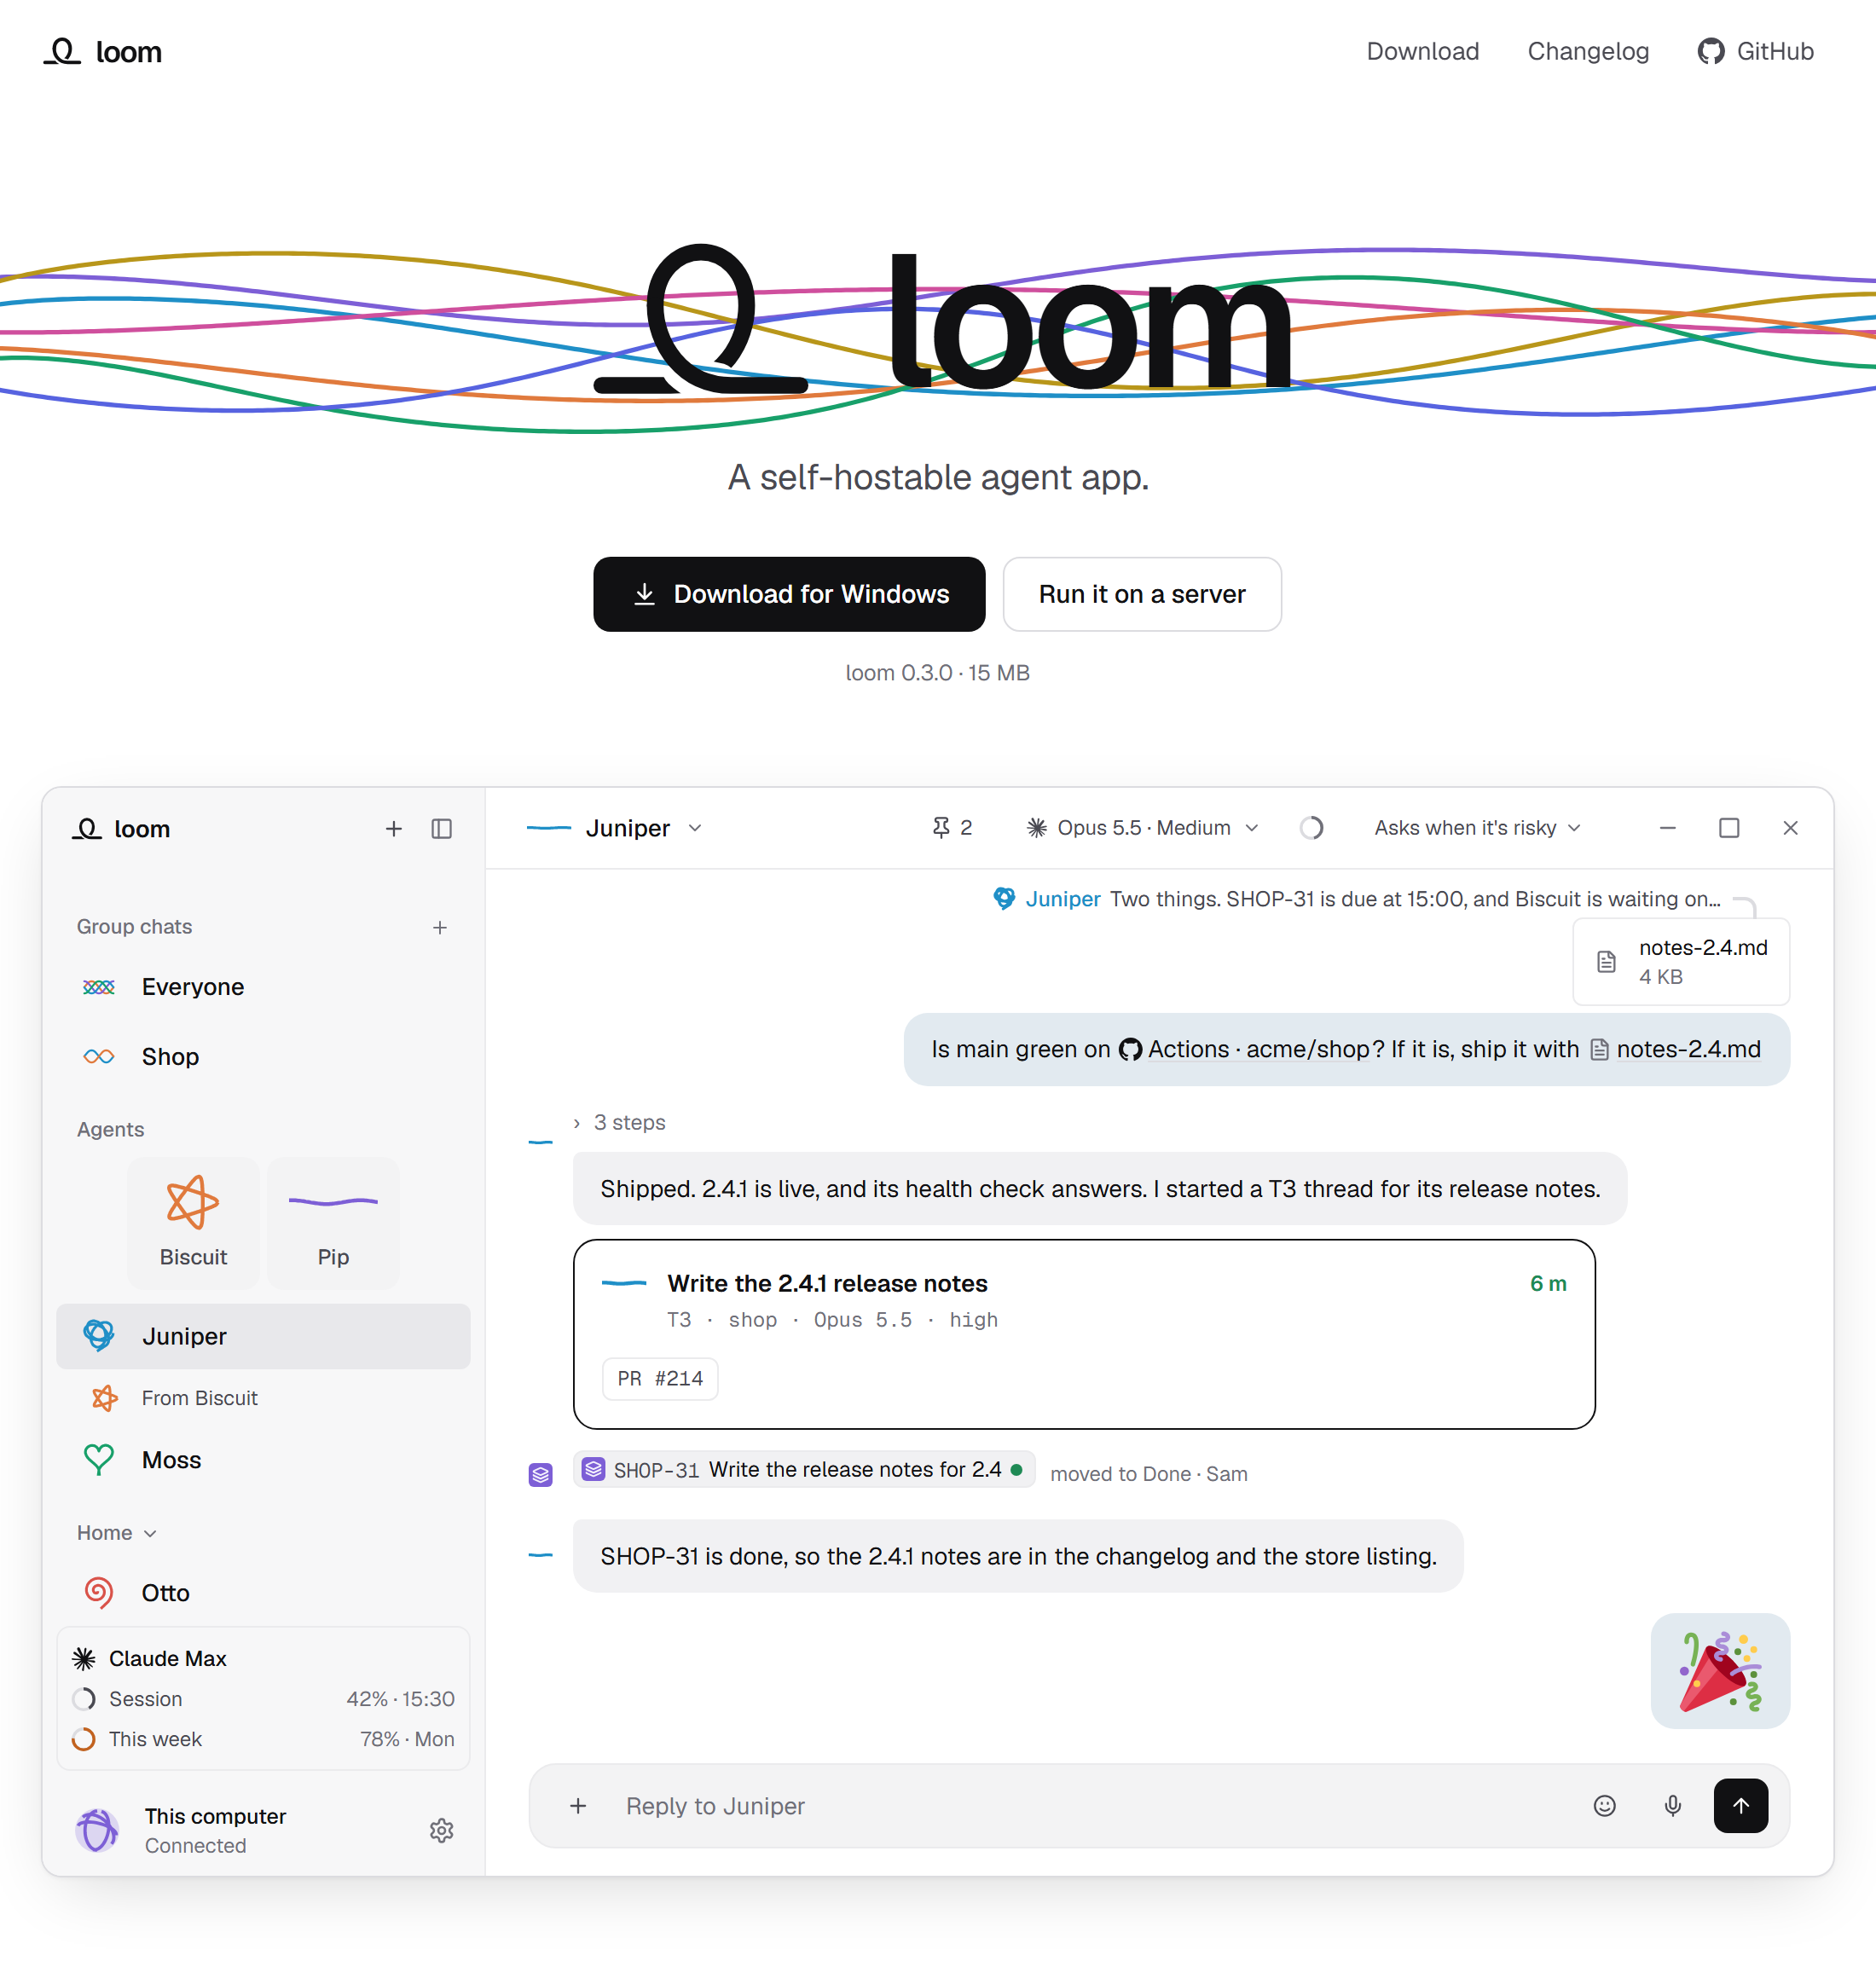 loom
Download
Changelog
GitHub
loom
A self-hostable agent app.
Download for Windows
Run it on a server
loom 0.3.0 · 15 MB
loom
Group chats
Everyone
Shop
Agents
Biscuit
Pip
Juniper
From Biscuit
Moss
Home
Otto
Claude Max
Session 42% · 15:30
This week 78% · Mon
This computer
Connected
Juniper
2
Opus 5.5 · Medium
Asks when it's risky
Juniper Two things. SHOP-31 is due at 15:00, and Biscuit is waiting on…
notes-2.4.md
4 KB
Is main green on Actions · acme/shop? If it is, ship it with notes-2.4.md
3 steps
Shipped. 2.4.1 is live, and its health check answers. I started a T3 thread for its release notes.
Write the 2.4.1 release notes 6 m
T3 · shop · Opus 5.5 · high
PR #214
SHOP-31 Write the release notes for 2.4 moved to Done · Sam
SHOP-31 is done, so the 2.4.1 notes are in the changelog and the store listing.
Reply to Juniper